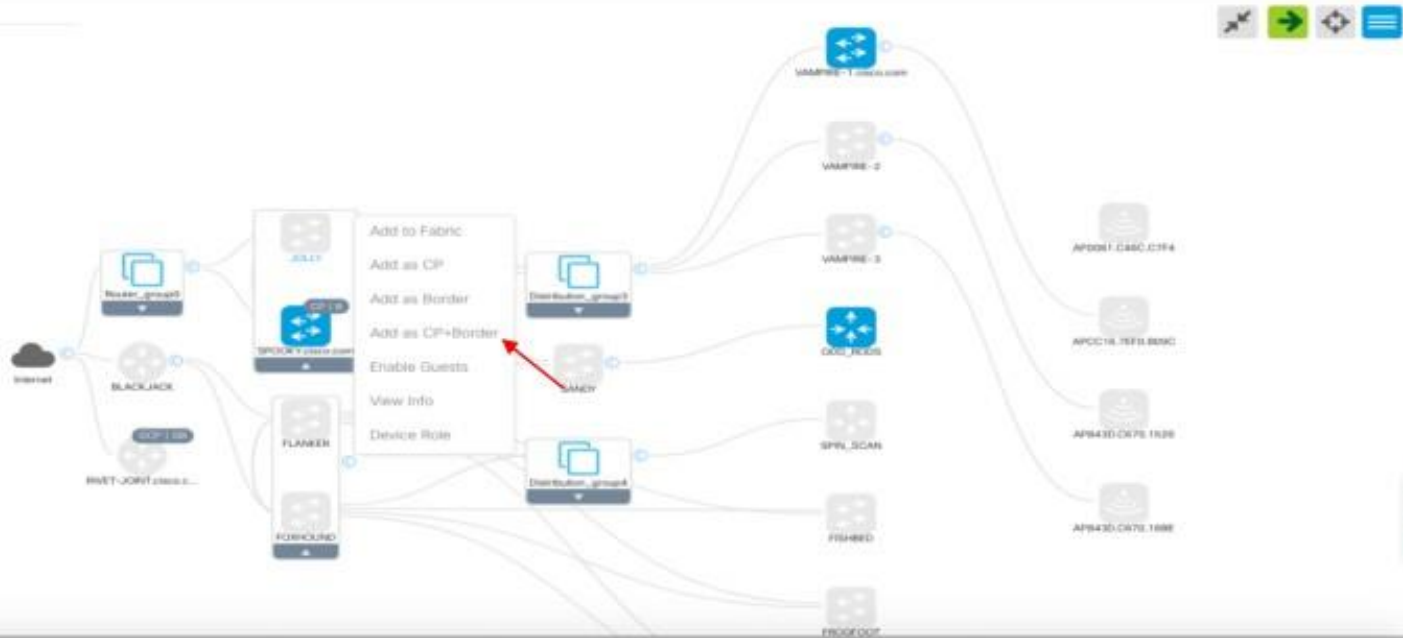 VAMPIRE-1.cisco.com
VAMPIRE-2
JOLLY
Add to Fabric
Add as CP
Add as Border
Add as CP+Border
Enable Guests
View Info
Device Role
VAMPIRE-3
Router_group5
Distribution_group3
SPOOKY.cisco.com
Internet
BLACKJACK
SANDY
FLANKER
SPIN_SCAN
RIVET-JOINT.cisco.c...
Distribution_group4
FOXHOUND
FISHBED
FROGFOOT